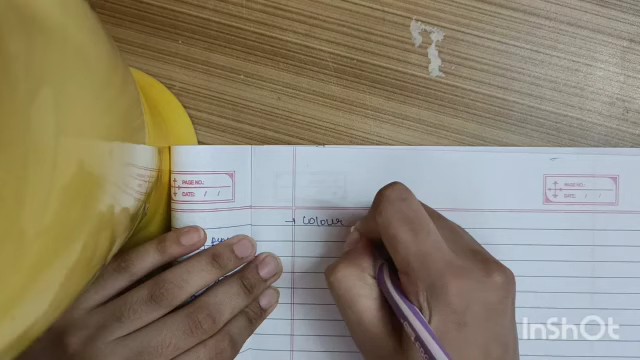 PAGE NO.:
DATE: / /
PAGE NO.:
DATE: / /
→ Colour
InShOt